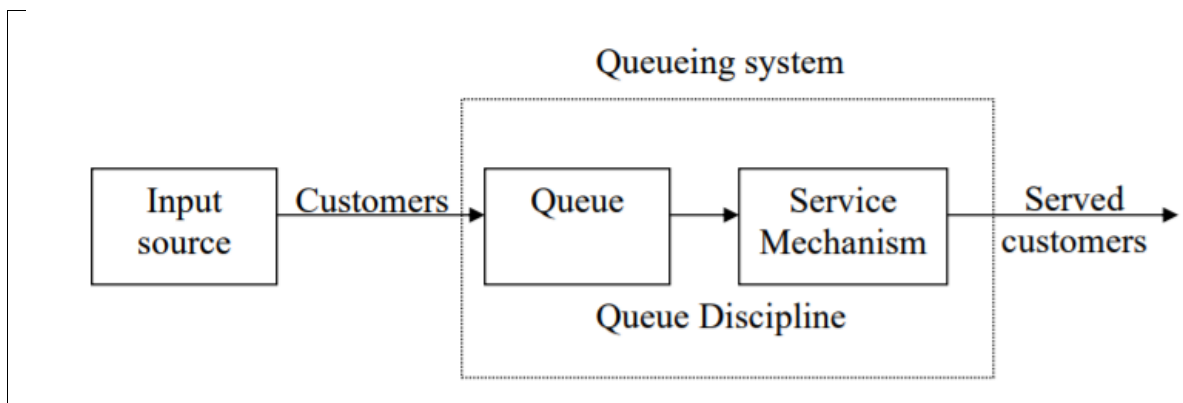 Queueing system
Input
source
Customers
Queue
Service
Mechanism
Served
customers
Queue Discipline